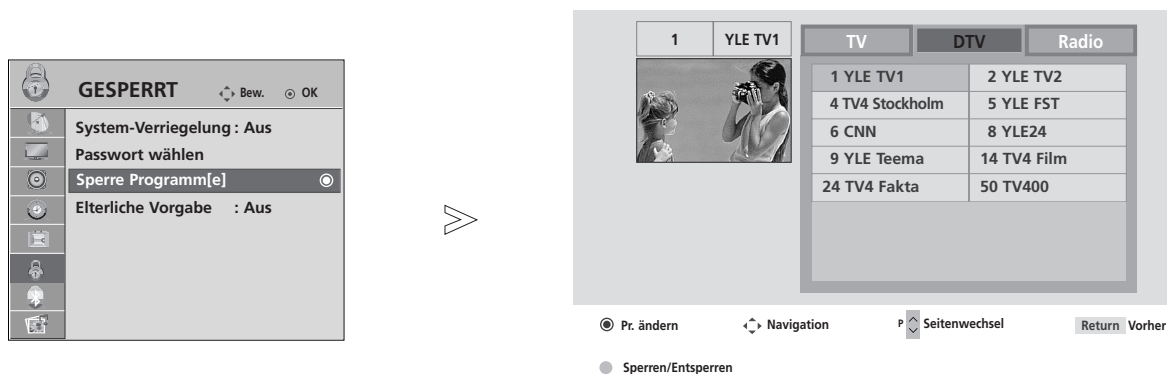 GESPERRT Bew. OK
System-Verriegelung : Aus
Passwort wählen
Sperre Programm[e]
Elterliche Vorgabe : Aus
1 YLE TV1
TV DTV Radio
1 YLE TV1 2 YLE TV2
4 TV4 Stockholm 5 YLE FST
6 CNN 8 YLE24
9 YLE Teema 14 TV4 Film
24 TV4 Fakta 50 TV400
Pr. ändern Navigation P Seitenwechsel Return Vorher
Sperren/Entsperren